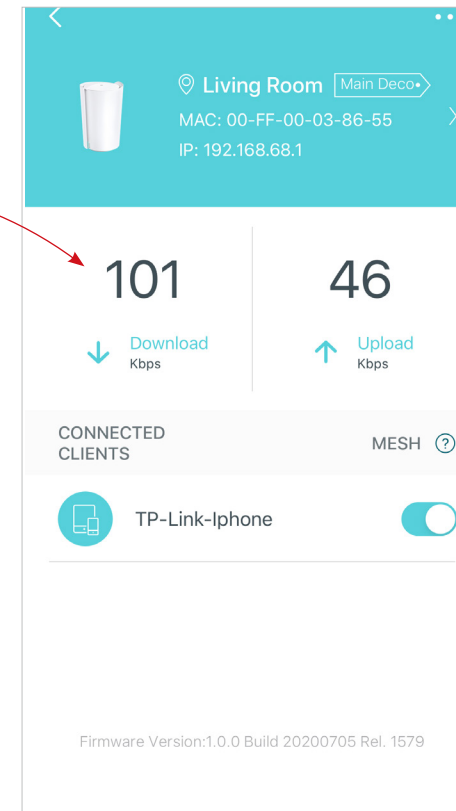 Living Room Main Deco
MAC: 00-FF-00-03-86-55
IP: 192.168.68.1
101 46
Download Upload
Kbps Kbps
CONNECTED
CLIENTS
MESH ?
TP-Link-Iphone
Firmware Version:1.0.0 Build 20200705 Rel. 1579